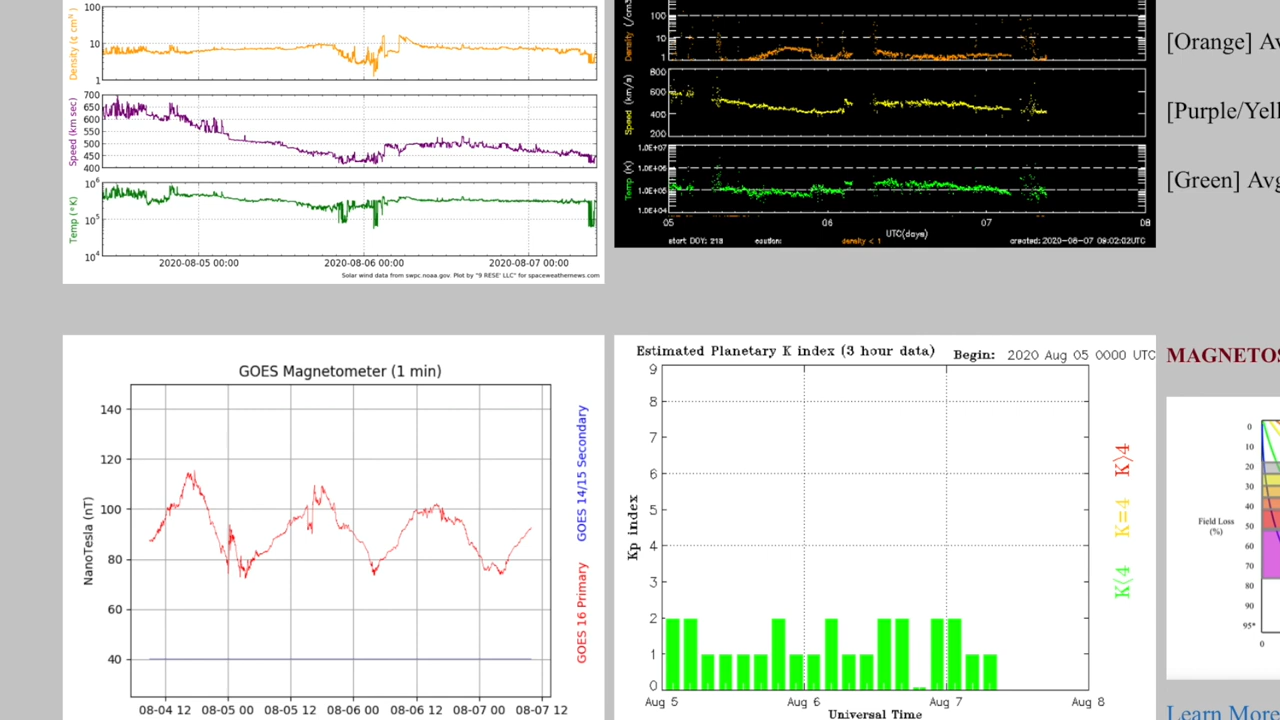 100
10
1
Density (¢ cm³)
700
650
600
550
500
450
400
Speed (km sec)
10⁶
10⁵
10⁴
Temp (°K)
2020-08-05 00:00
2020-08-06 00:00
2020-08-07 00:00
Solar wind data from swpc.noaa.gov. Plot by "9 RESE' LLC" for spaceweathernews.com
100
10
1
Density (/cm3
800
600
400
200
Speed (km/s)
1.0E+07
1.0E+06
1.0E+05
1.0E+04
Temp (K)
05
06
07
08
UTC(days)
start DOY: 218
density < 1
created: 2020-08-07 09:02:02UTC
[Orange] Av
[Purple/Yell
[Green] Av
GOES Magnetometer (1 min)
140
120
100
80
60
40
NanoTesla (nT)
08-04 12
08-05 00
08-05 12
08-06 00
08-06 12
08-07 00
08-07 12
GOES 14/15 Secondary
GOES 16 Primary
Estimated Planetary K index (3 hour data)
Begin: 2020 Aug 05 0000 UTC
9
8
7
6
5
4
3
2
1
0
Kp index
Aug 5
Aug 6
Aug 7
Aug 8
Universal Time
K>4
K=4
K<4
MAGNETOS
0
10
20
30
40
50
60
70
80
90
95*
Field Loss
(%)
0
Learn More